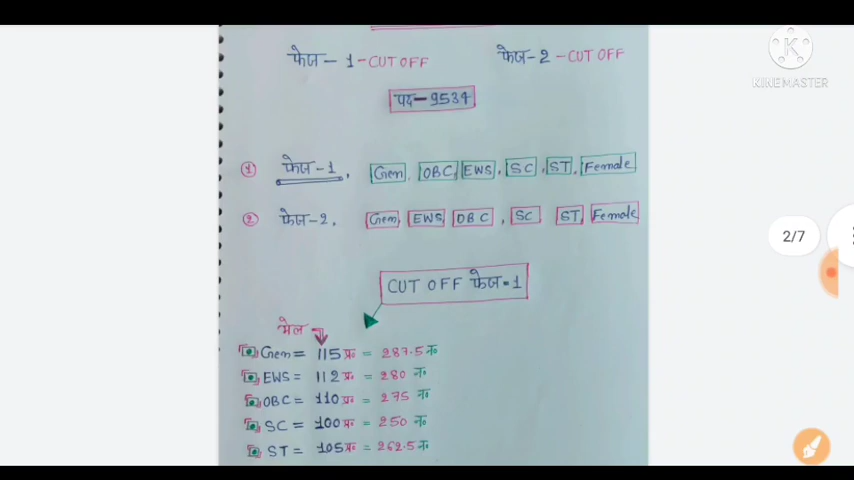 फेज - 1 - CUT OFF फेज-2 - CUT OFF
पद - 9534
① फेज-1, Gen, OBC, EWS, SC, ST, Female
② फेज-2. Gen, EWS, OBC, SC ST, Female
CUT OFF फेज-1
मेल
Gen = 115 प्र॰ = 287.5 न॰
EWS = 112 प्र॰ = 280 न॰
OBC = 110 प्र॰ = 275 न॰
SC = 100 प्र॰ = 250 न॰
ST = 105 प्र॰ = 262.5 न॰
K
KINEMASTER
2/7